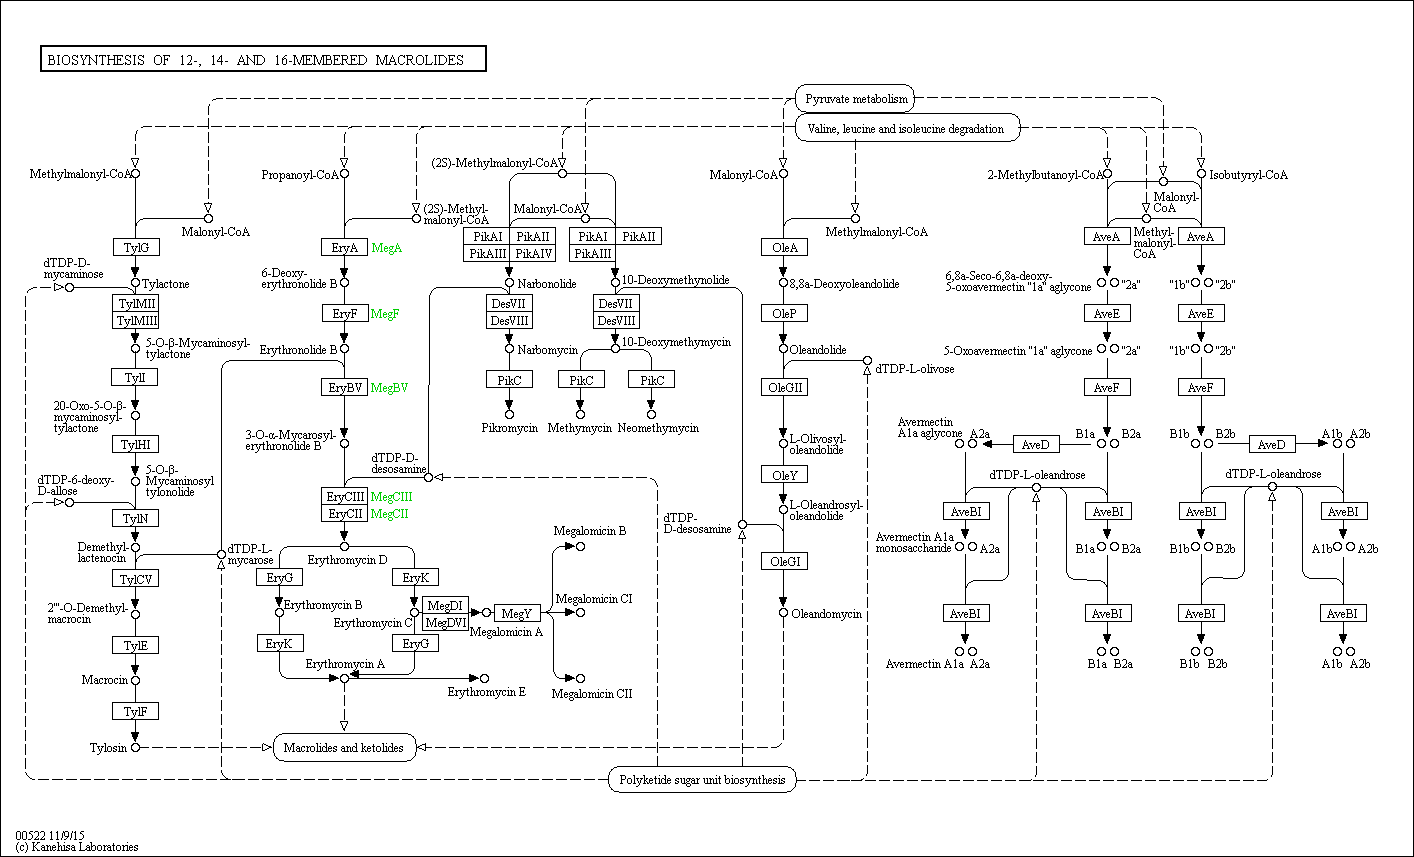 BIOSYNTHESIS OF 12-, 14- AND 16-MEMBERED MACROLIDES
Pyruvate metabolism
Valine, leucine and isoleucine degradation
Methylmalonyl-CoA
Malonyl-CoA
TylG
dTDP-D-
mycaminose
Tylactone
TylMII
TylMIII
5-O-β-Mycaminosyl-
tylactone
TylI
20-Oxo-5-O-β-
mycaminosyl-
tylactone
TylHI
5-O-β-
Mycaminosyl
tylonolide
dTDP-6-deoxy-
D-allose
TylN
Demethyl-
lactenocin
dTDP-L-
mycarose
TylCV
2'''-O-Demethyl-
macrocin
TylE
Macrocin
TylF
Tylosin
Propanoyl-CoA
(2S)-Methyl-
malonyl-CoA
EryA
MegA
6-Deoxy-
erythronolide B
EryF
MegF
Erythronolide B
EryBV
MegBV
3-O-α-Mycarosyl-
erythronolide B
dTDP-D-
desosamine
EryCIII
MegCIII
EryCII
MegCII
Erythromycin D
EryG
EryK
Erythromycin B
Erythromycin C
EryK
EryG
MegDI
MegDVI
Megalomicin A
MegY
Megalomicin B
Megalomicin CI
Megalomicin CII
Erythromycin A
Erythromycin E
Macrolides and ketolides
(2S)-Methylmalonyl-CoA
Malonyl-CoA
PikAI
PikAII
PikAIII
PikAIV
PikAI
PikAII
PikAIII
Narbonolide
10-Deoxymethynolide
DesVII
DesVIII
DesVII
DesVIII
Narbomycin
10-Deoxymethymycin
PikC
PikC
PikC
Pikromycin
Methymycin
Neomethymycin
Malonyl-CoA
Methylmalonyl-CoA
OleA
8,8a-Deoxyoleandolide
OleP
Oleandolide
dTDP-L-olivose
OleGII
L-Olivosyl-
oleandolide
OleY
L-Oleandrosyl-
oleandolide
dTDP-
D-desosamine
OleGI
Oleandomycin
Polyketide sugar unit biosynthesis
2-Methylbutanoyl-CoA
Isobutyryl-CoA
Malonyl-
CoA
Methyl-
malonyl-
CoA
AveA
AveA
6,8a-Seco-6,8a-deoxy-
5-oxoavermectin "1a" aglycone
"2a"
"1b"
"2b"
AveE
AveE
5-Oxoavermectin "1a" aglycone
"2a"
"1b"
"2b"
AveF
AveF
Avermectin
A1a aglycone
A2a
AveD
B1a
B2a
B1b
B2b
AveD
A1b
A2b
dTDP-L-oleandrose
dTDP-L-oleandrose
AveBI
AveBI
AveBI
AveBI
Avermectin A1a
monosaccharide
A2a
B1a
B2a
B1b
B2b
A1b
A2b
AveBI
AveBI
AveBI
AveBI
Avermectin A1a
A2a
B1a
B2a
B1b
B2b
A1b
A2b
00522 11/9/15
(c) Kanehisa Laboratories